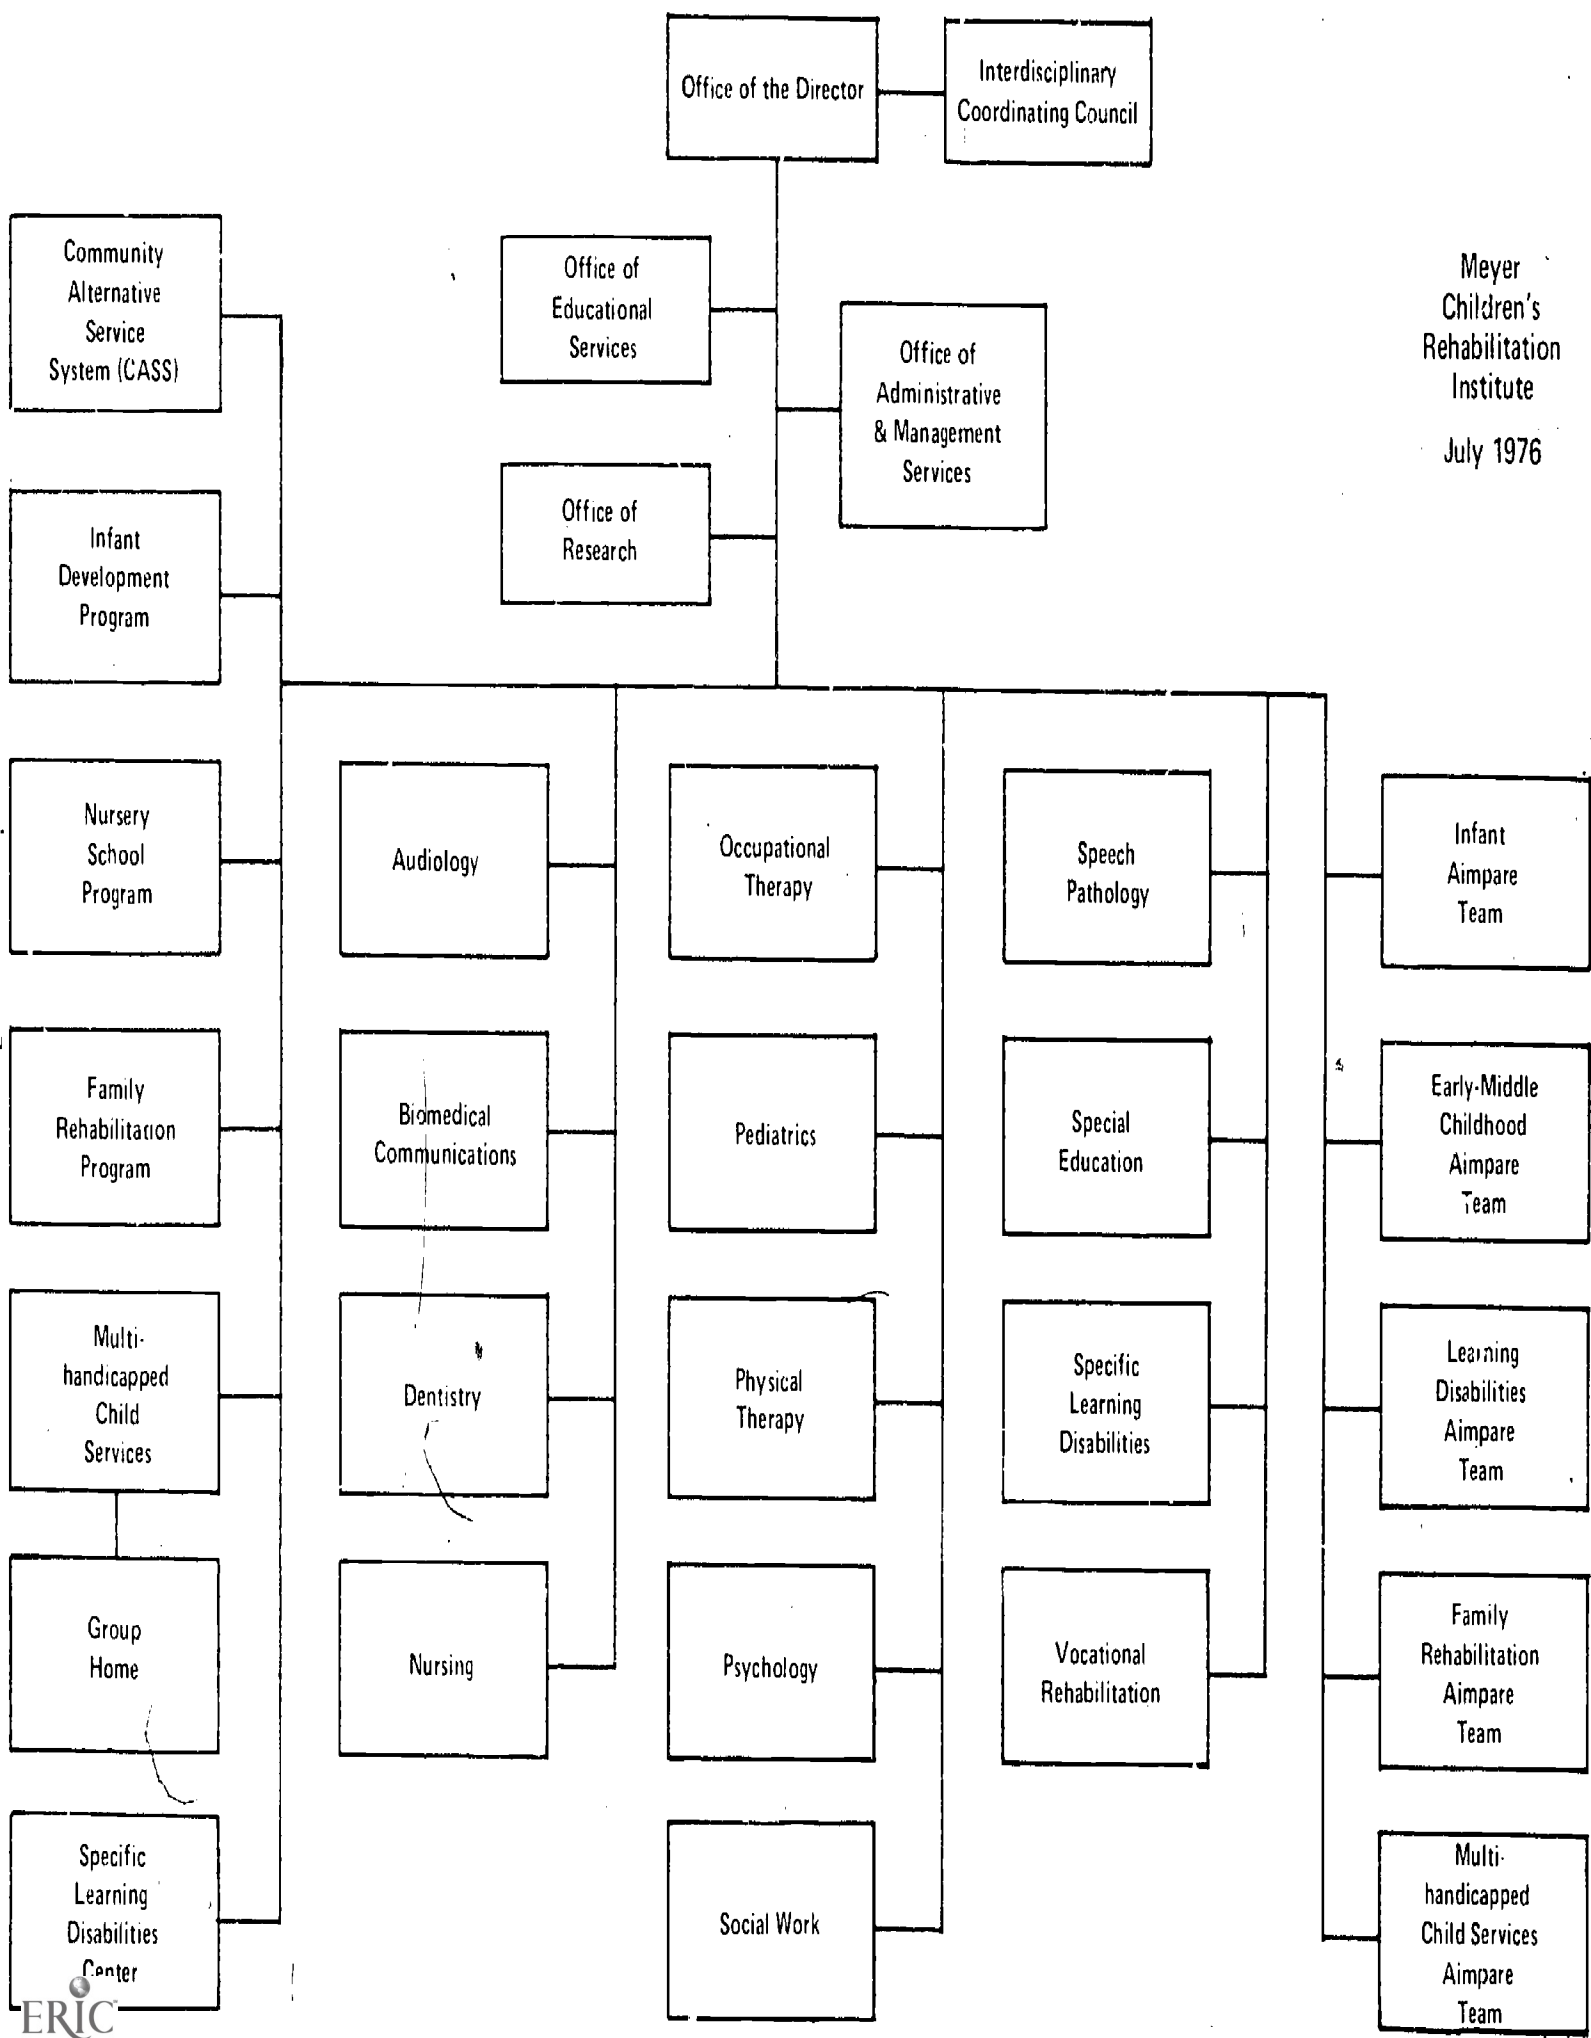 Office of the Director
Interdisciplinary
Coordinating Council
Community
Alternative
Service
System (CASS)
Office of
Educational
Services
Office of
Administrative
& Management
Services
Meyer
Children's
Rehabilitation
Institute
July 1976
Infant
Development
Program
Office of
Research
Nursery
School
Program
Audiology
Occupational
Therapy
Speech
Pathology
Infant
Aimpare
Team
Family
Rehabilitation
Program
Biomedical
Communications
Pediatrics
Special
Education
Early-Middle
Childhood
Aimpare
Team
Multi-
handicapped
Child
Services
Dentistry
Physical
Therapy
Specific
Learning
Disabilities
Learning
Disabilities
Aimpare
Team
Group
Home
Nursing
Psychology
Vocational
Rehabilitation
Family
Rehabilitation
Aimpare
Team
Specific
Learning
Disabilities
Center
Social Work
Multi-
handicapped
Child Services
Aimpare
Team
ERIC